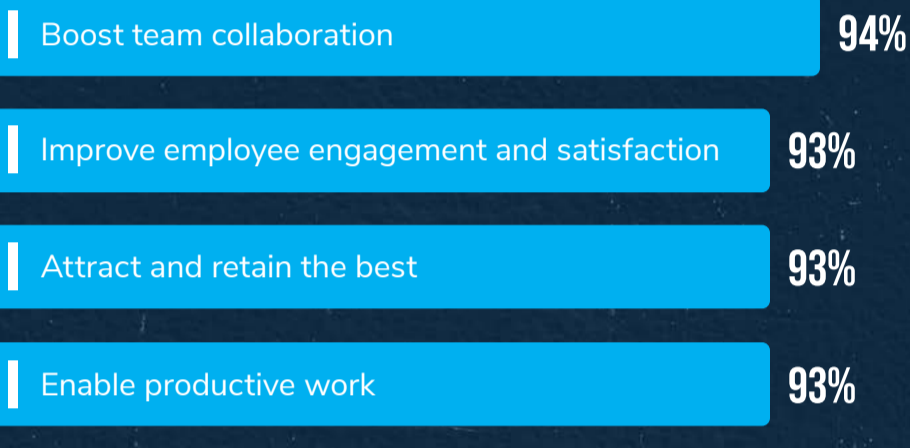 Boost team collaboration 94%
Improve employee engagement and satisfaction 93%
Attract and retain the best 93%
Enable productive work 93%